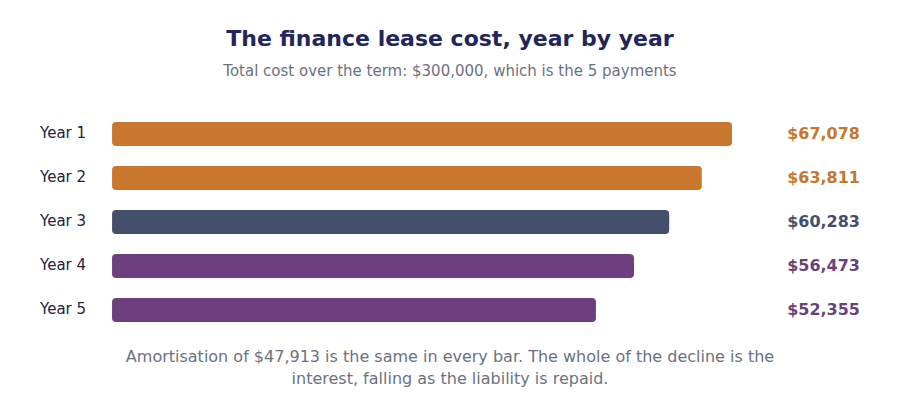 The finance lease cost, year by year
Total cost over the term: $300,000, which is the 5 payments
Year 1 $67,078
Year 2 $63,811
Year 3 $60,283
Year 4 $56,473
Year 5 $52,355
Amortisation of $47,913 is the same in every bar. The whole of the decline is the
interest, falling as the liability is repaid.